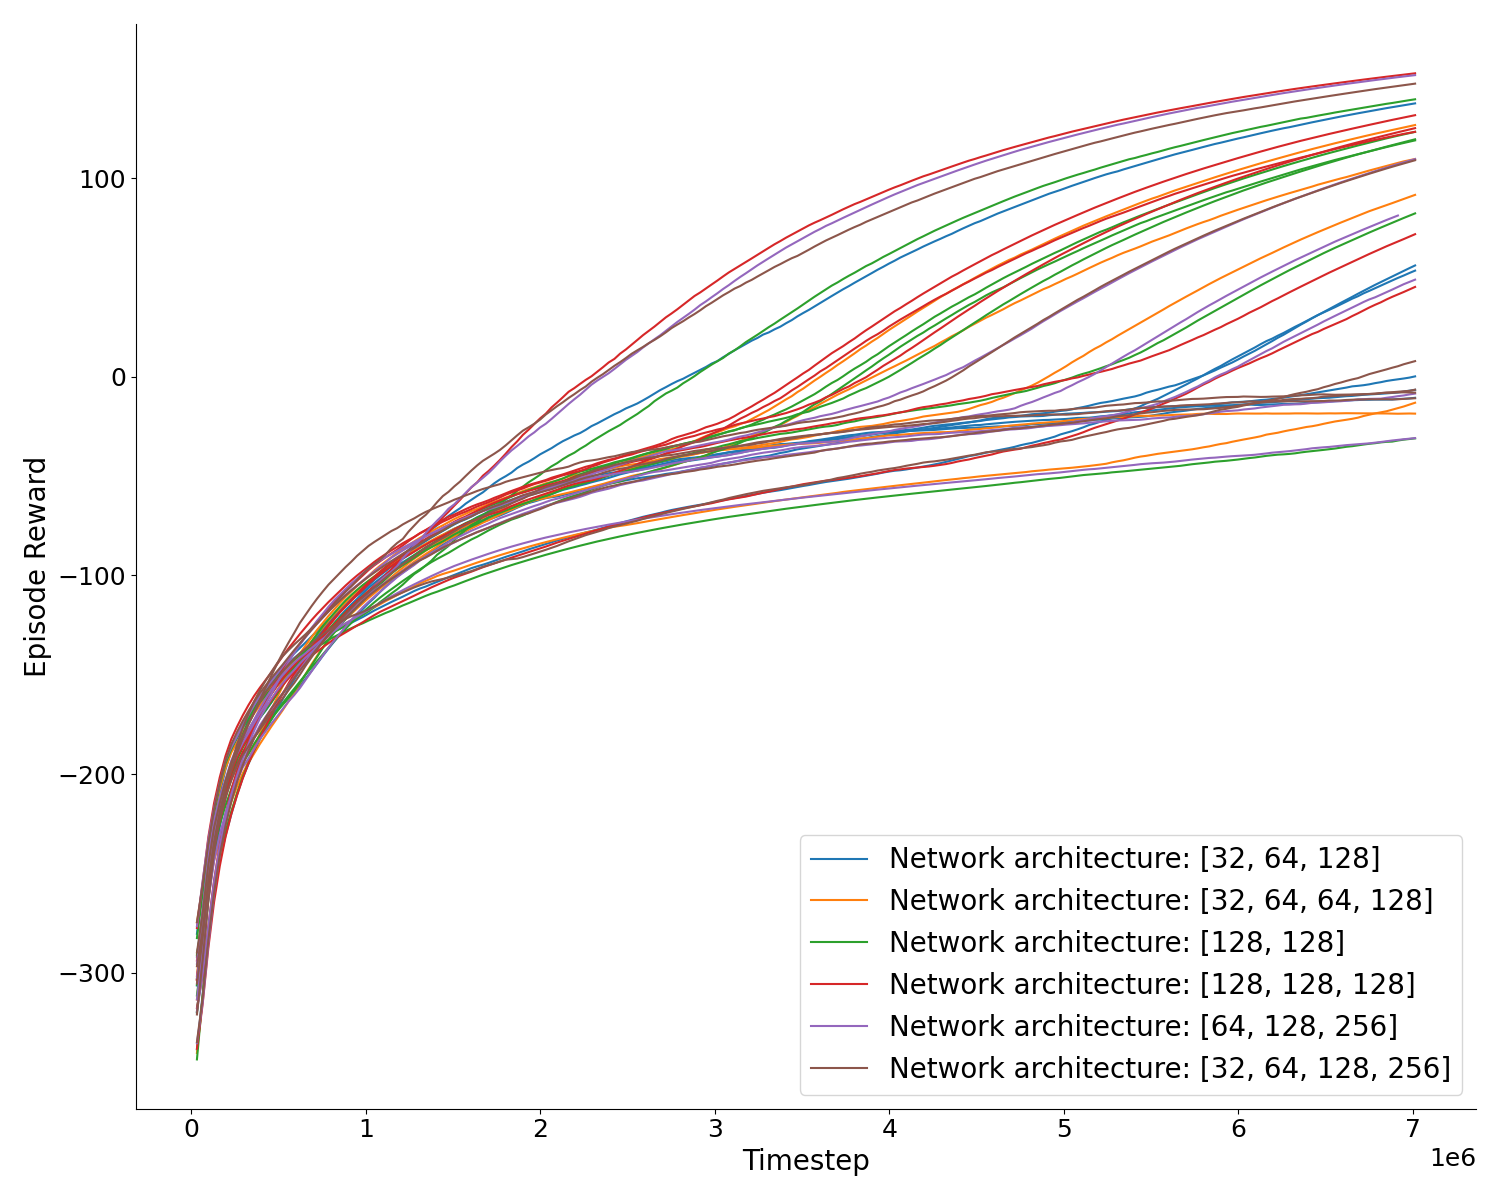 Episode Reward
100
0
−100
−200
−300
Network architecture: [32, 64, 128]
Network architecture: [32, 64, 64, 128]
Network architecture: [128, 128]
Network architecture: [128, 128, 128]
Network architecture: [64, 128, 256]
Network architecture: [32, 64, 128, 256]
0 1 2 3 4 5 6 7
1e6
Timestep